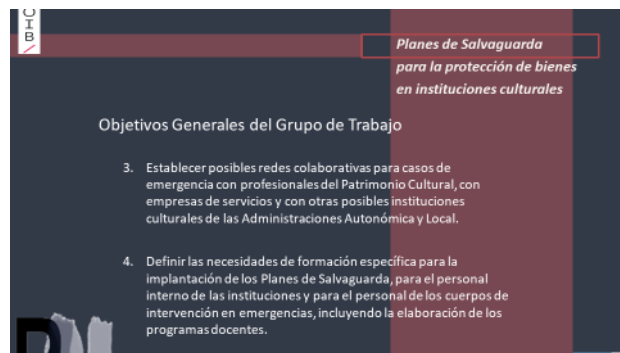 CIB/
Planes de Salvaguarda
para la protección de bienes
en instituciones culturales
Objetivos Generales del Grupo de Trabajo
3. Establecer posibles redes colaborativas para casos de
emergencia con profesionales del Patrimonio Cultural, con
empresas de servicios y con otras posibles instituciones
culturales de las Administraciones Autonómica y Local.
4. Definir las necesidades de formación específica para la
implantación de los Planes de Salvaguarda, para el personal
interno de las instituciones y para el personal de los cuerpos de
intervención en emergencias, incluyendo la elaboración de los
programas docentes.